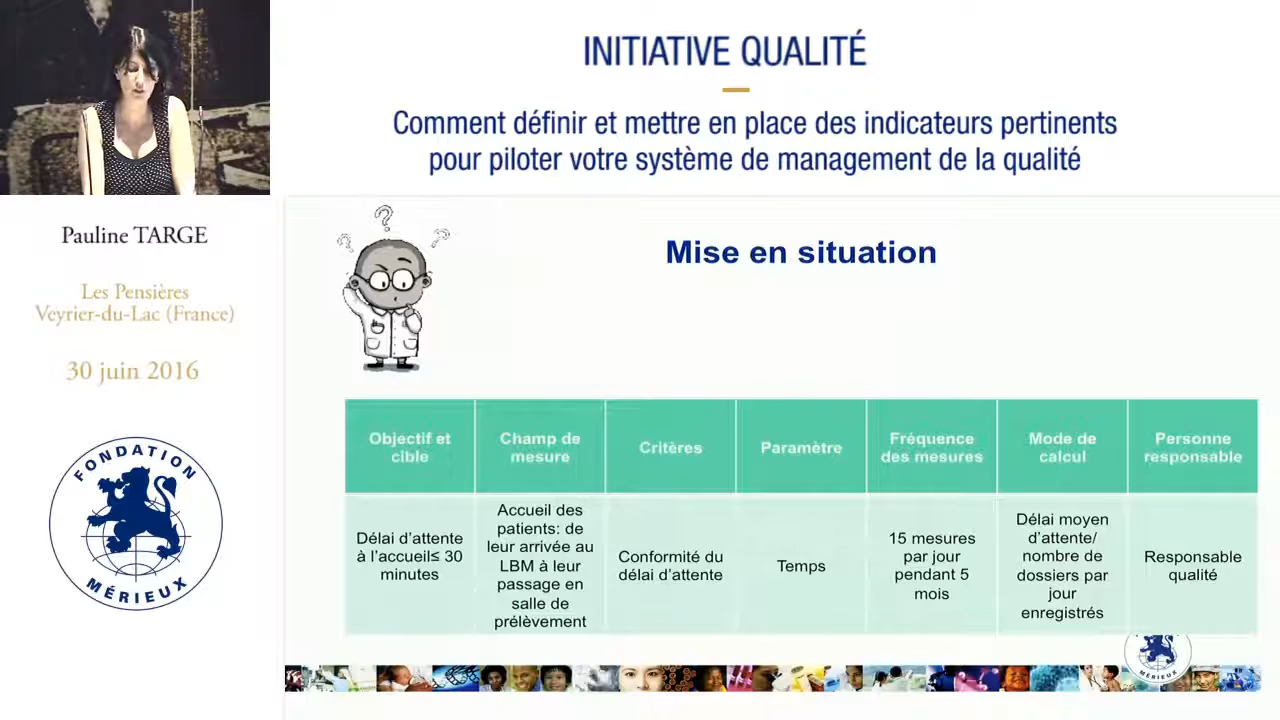 INITIATIVE QUALITÉ
Comment définir et mettre en place des indicateurs pertinents
pour piloter votre système de management de la qualité
Pauline TARGE
Les Pensières
Veyrier-du-Lac (France)
30 juin 2016
FONDATION
MÉRIEUX
? ? ?
Mise en situation
Objectif et
cible
Champ de
mesure
Critères
Paramètre
Fréquence
des mesures
Mode de
calcul
Personne
responsable
Délai d'attente
à l'accueil≤ 30
minutes
Accueil des
patients: de
leur arrivée au
LBM à leur
passage en
salle de
prélèvement
Conformité du
délai d'attente
Temps
15 mesures
par jour
pendant 5
mois
Délai moyen
d'attente/
nombre de
dossiers par
jour
enregistrés
Responsable
qualité
MÉRIEUX